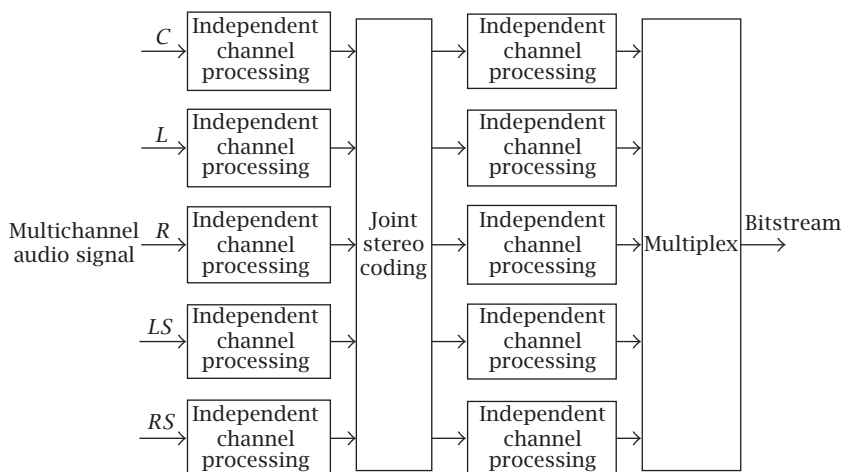 C
Independent
channel
processing
Independent
channel
processing
L
Independent
channel
processing
Independent
channel
processing
Multichannel
audio signal
R
Independent
channel
processing
Joint
stereo
coding
Independent
channel
processing
Multiplex
Bitstream
LS
Independent
channel
processing
Independent
channel
processing
RS
Independent
channel
processing
Independent
channel
processing